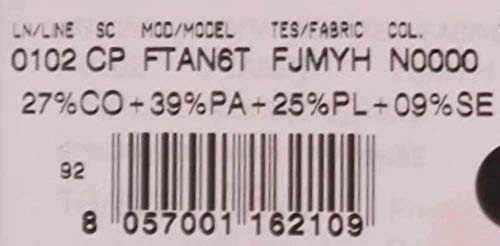 LN/LINE SC MOD/MODEL TES/FABRIC COL.
0102 CP FTAN6T FJMYH N0000
27%CO+39%PA+25%PL+09%SE
92
8 057001 162109